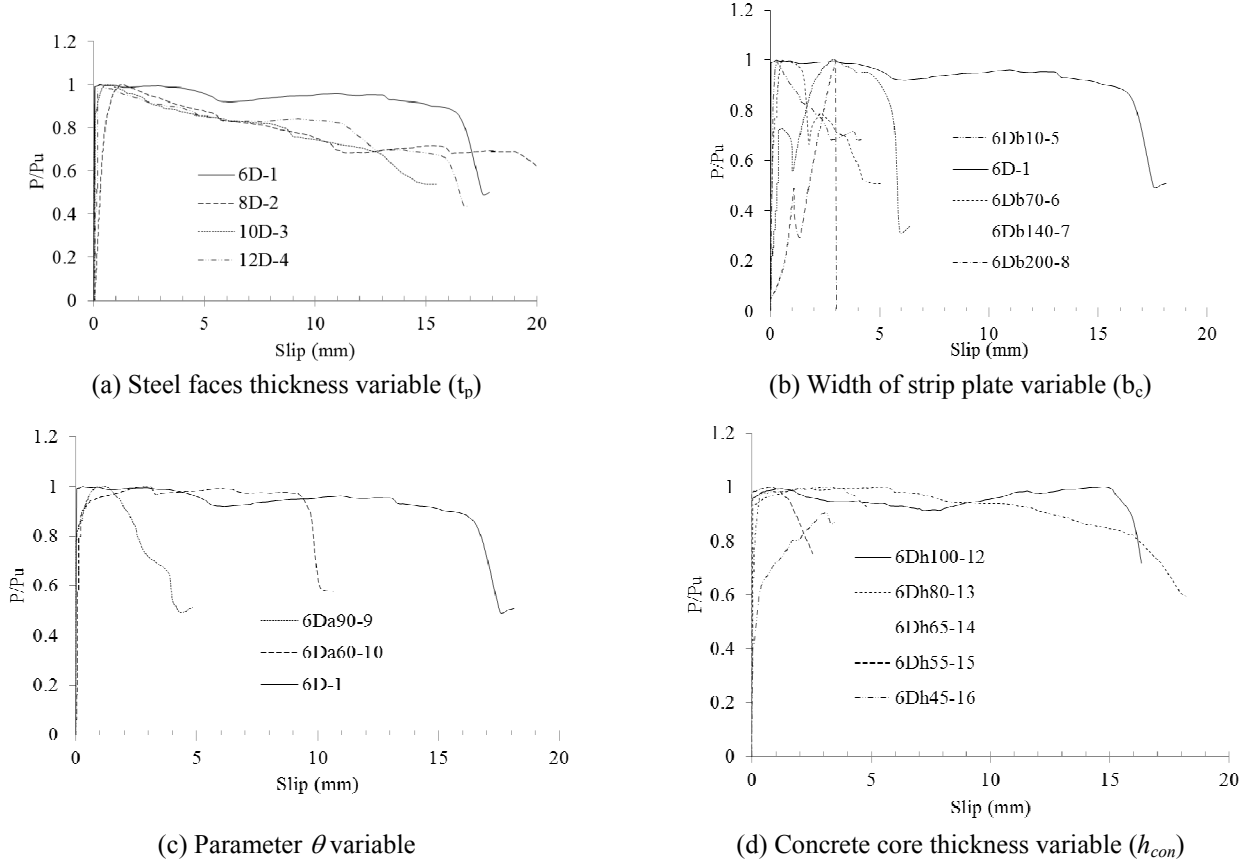 1.2
1
0.8
0.6
0.4
0.2
0
P/Pu
6D-1
8D-2
10D-3
12D-4
0 5 10 15 20
Slip (mm)
(a) Steel faces thickness variable (tp)
1.2
1
0.8
0.6
0.4
0.2
0
P/Pu
6Db10-5
6D-1
6Db70-6
6Db140-7
6Db200-8
0 5 10 15 20
Slip (mm)
(b) Width of strip plate variable (bc)
1.2
1
0.8
0.6
0.4
0.2
0
P/Pu
6Da90-9
6Da60-10
6D-1
0 5 10 15 20
Slip (mm)
(c) Parameter θ variable
1.2
1
0.8
0.6
0.4
0.2
0
P/Pu
6Dh100-12
6Dh80-13
6Dh65-14
6Dh55-15
6Dh45-16
0 5 10 15 20
Slip (mm)
(d) Concrete core thickness variable (hcon)